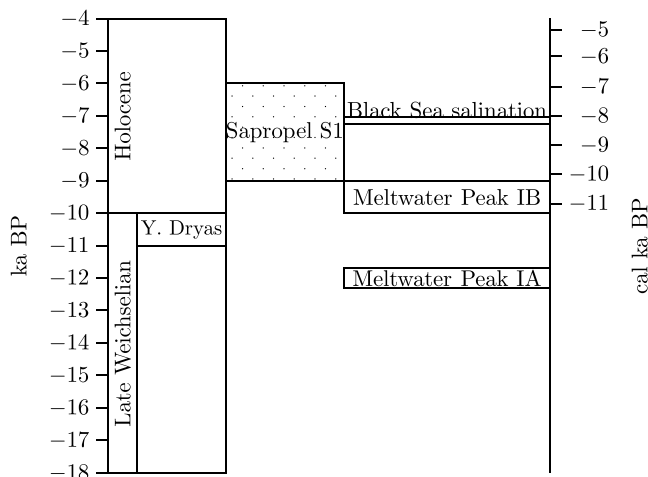 −4
−5
−6
−7
−8
−9
−10
−11
−12
−13
−14
−15
−16
−17
−18
ka BP
Holocene
Late Weichselian
Y. Dryas
Sapropel S1
Black Sea salination
Meltwater Peak IB
Meltwater Peak IA
−5
−6
−7
−8
−9
−10
−11
cal ka BP